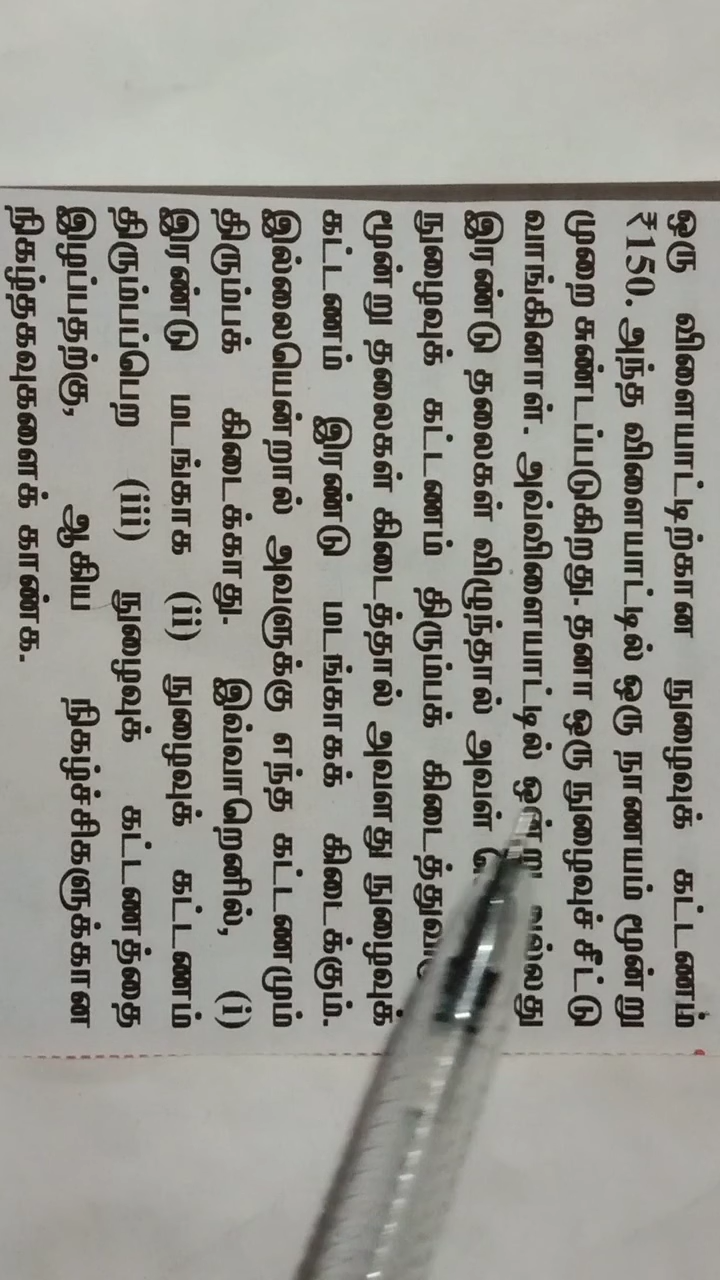 ஒரு விளையாட்டிற்கான நுழைவுக் கட்டணம்
₹150. அந்த விளையாட்டில் ஒரு நாணயம் மூன்று
முறை சுண்டப்படுகிறது. தனா ஒரு நுழைவுச் சீட்டு
வாங்கினாள். அவ்விளையாட்டில் ஒன்று அல்லது
இரண்டு தலைகள் விழுந்தால் அவள்
நுழைவுக் கட்டணம் திரும்பக்
மூன்று தலைகள் கிடைத்தால் அவளது நுழைவுக்
கட்டணம் இரண்டு மடங்காகக் கிடைக்கும்.
இல்லையென்றால் அவளுக்கு எந்த கட்டணமும்
திரும்பக் கிடைக்காது. இவ்வாறெனில், (i)
இரண்டு மடங்காக (ii) நுழைவுக் கட்டணம்
திரும்பப்பெற (iii) நுழைவுக் கட்டணத்தை
இழப்பதற்கு, ஆகிய நிகழ்ச்சிகளுக்கான
நிகழ்தகவுகளைக் காண்க.